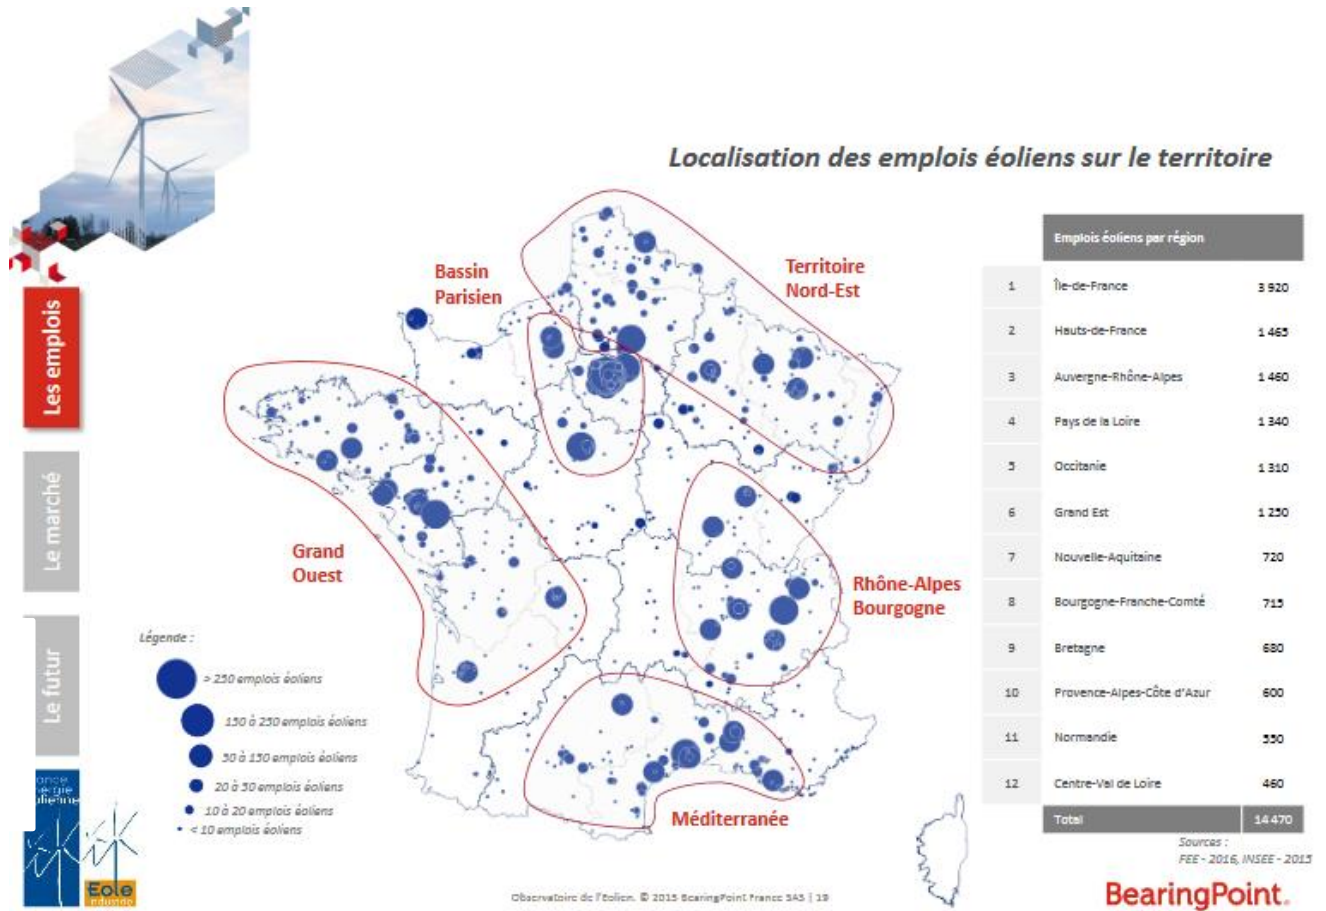 Localisation des emplois éoliens sur le territoire
Les emplois
Le marché
Le futur
Bassin
Parisien
Territoire
Nord-Est
Grand
Ouest
Rhône-Alpes
Bourgogne
Méditerranée
Légende :
> 250 emplois éoliens
150 à 250 emplois éoliens
50 à 150 emplois éoliens
20 à 50 emplois éoliens
10 à 20 emplois éoliens
< 10 emplois éoliens
Emplois éoliens par région
1 Île-de-France 3 920
2 Hauts-de-France 1 465
3 Auvergne-Rhône-Alpes 1 460
4 Pays de la Loire 1 340
5 Occitanie 1 310
6 Grand Est 1 250
7 Nouvelle-Aquitaine 720
8 Bourgogne-Franche-Comté 715
9 Bretagne 680
10 Provence-Alpes-Côte d'Azur 600
11 Normandie 550
12 Centre-Val de Loire 460
Total 14 470
Sources :
FEE - 2016, INSEE - 2015
Eole
Industrie
Observatoire de l'Eolien. © 2015 BearingPoint France SAS | 19
BearingPoint.